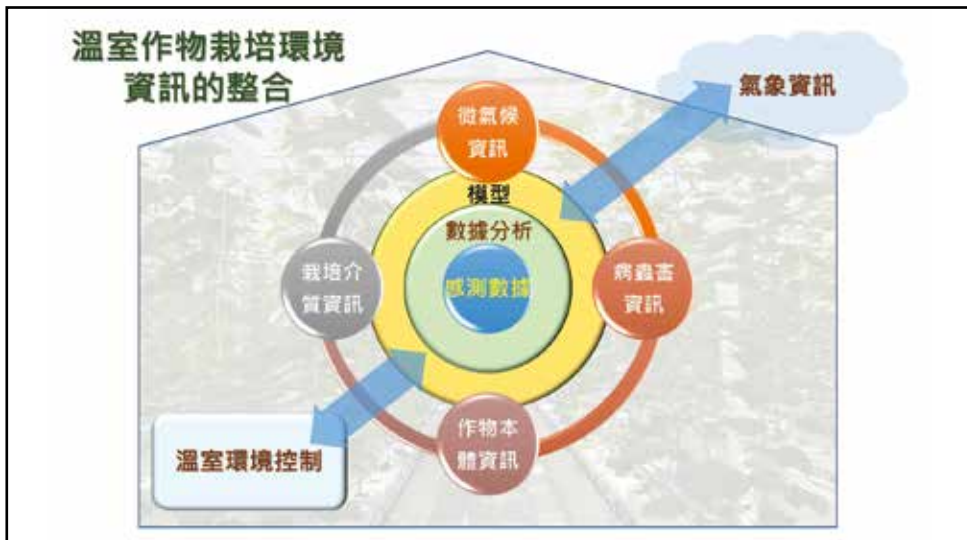 溫室作物栽培環境
資訊的整合
氣象資訊
微氣候
資訊
模型
數據分析
感測數據
栽培介
質資訊
病蟲害
資訊
作物本
體資訊
溫室環境控制